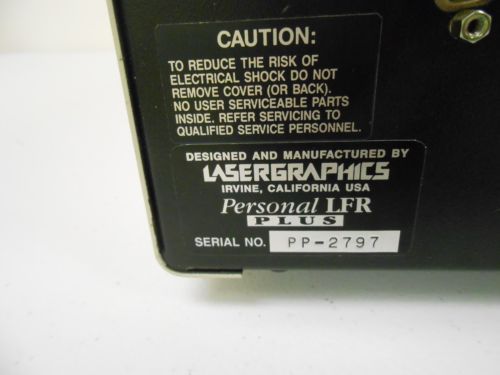 CAUTION:
TO REDUCE THE RISK OF
ELECTRICAL SHOCK DO NOT
REMOVE COVER (OR BACK).
NO USER SERVICEABLE PARTS
INSIDE. REFER SERVICING TO
QUALIFIED SERVICE PERSONNEL.
DESIGNED AND MANUFACTURED BY
LASERGRAPHICS
IRVINE, CALIFORNIA USA
Personal LFR
PLUS
SERIAL NO. PP-2797